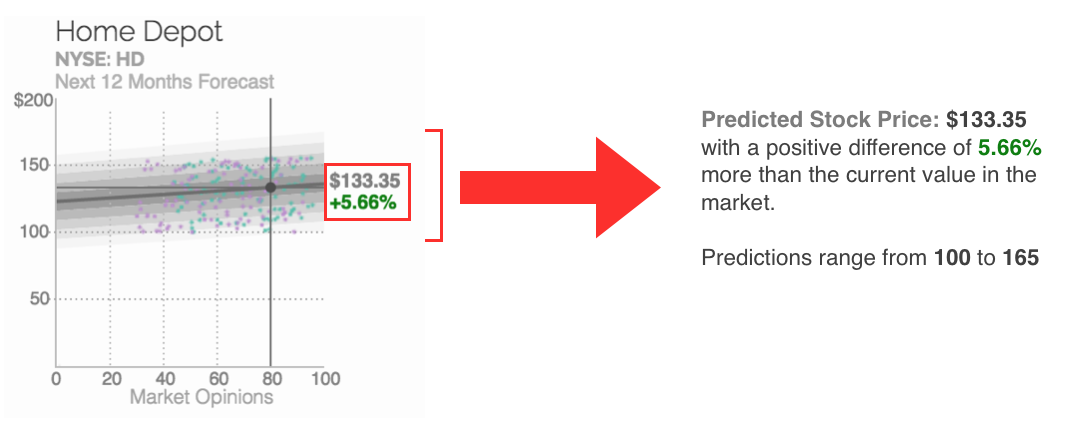 Home Depot
NYSE: HD
Next 12 Months Forecast
$200
150
100
50
0 20 40 60 80 100
Market Opinions
$133.35
+5.66%
Predicted Stock Price: $133.35
with a positive difference of 5.66%
more than the current value in the
market.
Predictions range from 100 to 165